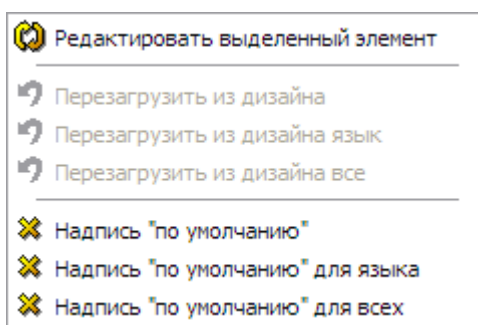 Редактировать выделенный элемент
Перезагрузить из дизайна
Перезагрузить из дизайна язык
Перезагрузить из дизайна все
Надпись "по умолчанию"
Надпись "по умолчанию" для языка
Надпись "по умолчанию" для всех